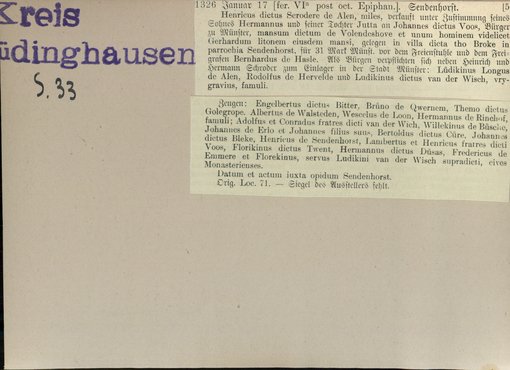 Kreis
üdinghausen
S. 33
1326 Januar 17 [fer. VIª post oct. Epiphan.]. Sendenhorst. [5
Henricus dictus Scrodere de Alen, miles, verkauft unter Zustimmung seines
Sohnes Hermannus und seiner Tochter Jutta an Johannes dictus Voos, Bürger
zu Münster, mansum dictum de Volendeshove et unum hominem videlicet
Gerhardum litonem eiusdem mansi, gelegen in villa dicta tho Broke in
parrochia Sendenhorst, für 31 Mark Münst. vor dem Freienstuhle und dem Frei-
grafen Bernhardus de Hasle. Als Bürgen verpflichten sich neben Heinrich und
Hermann Schroder zum Einlager in der Stadt Münster: Lüdikinus Longus
de Alen, Rodolfus de Hervelde und Ludikinus dictus van der Wisch, vry-
gravius, famuli.
Zeugen: Engelbertus dictus Bitter, Brûno de Qwernem, Themo dictus
Golegrope, Albertus de Walsteden, Wescelus de Loon, Hermannus de Rinchof,
famuli; Adolfus et Conradus fratres dicti van der Wich, Willekinus de Bûsche,
Johannes de Erlo et Johannes filius suus, Bertoldus dictus Cûre, Johannes
dictus Bleke, Henricus de Sendenhorst, Lambertus et Henricus fratres dicti
Voos, Florikinus dictus Twent, Hermannus dictus Dûsas, Fredericus de
Emmere et Florekinus, servus Ludikini van der Wisch supradicti, cives
Monasterienses.
Datum et actum iuxta opidum Sendenhorst.
Orig. Loc. 71. — Siegel des Ausstellers fehlt.